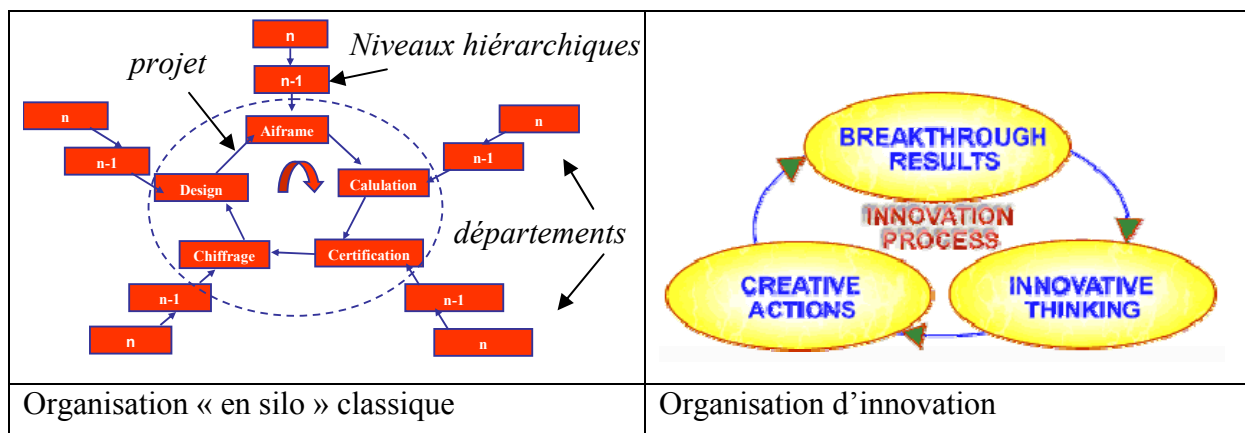 n
Niveaux hiérarchiques
projet
n-1
n
Aiframe
n
n-1
n-1
Design
Calulation
départements
Chiffrage
Certification
n-1
n-1
n
n
Organisation « en silo » classique
BREAKTHROUGH
RESULTS
INNOVATION
PROCESS
CREATIVE
ACTIONS
INNOVATIVE
THINKING
Organisation d’innovation